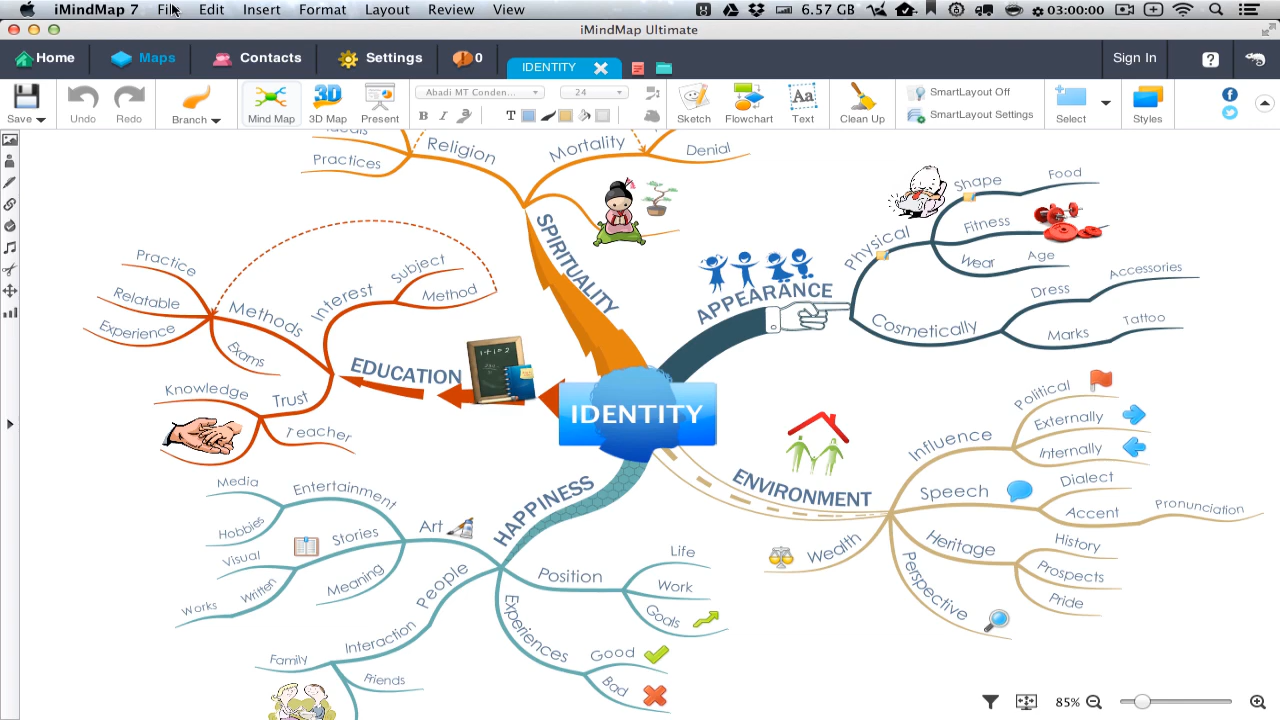 iMindMap 7 File Edit Insert Format Layout Review View 6.57 GB 03:00:00
iMindMap Ultimate
Home Maps Contacts Settings 0 IDENTITY Sign In ?
Save Undo Redo Branch Mind Map 3D Map Present
3D
Abadi MT Conden... 24
B I T
Sketch Flowchart Text Clean Up
Aa
SmartLayout Off
SmartLayout Settings
Select Styles
IDENTITY
SPIRITUALITY
Religion
Ideals
Practices
Mortality
Denial
APPEARANCE
Physical
Shape
Food
Fitness
Wear
Age
Cosmetically
Dress
Accessories
Marks
Tattoo
ENVIRONMENT
Influence
Political
Externally
Internally
Speech
Dialect
Accent
Pronunciation
Heritage
History
Prospects
Pride
Perspective
Wealth
HAPPINESS
Art
Entertainment
Media
Hobbies
Stories
Visual
Written
Works
Meaning
People
Interaction
Family
Friends
Position
Life
Work
Goals
Experiences
Good
Bad
EDUCATION
1+1=2
Interest
Subject
Method
Methods
Practice
Relatable
Experience
Exams
Trust
Knowledge
Teacher
85%